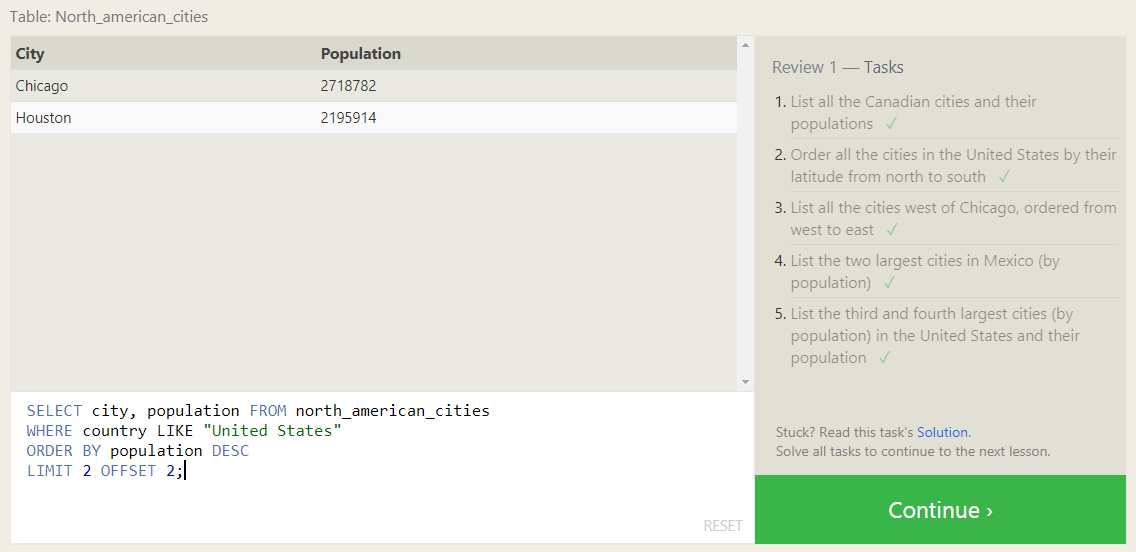 Table: North_american_cities
City Population
Chicago 2718782
Houston 2195914
SELECT city, population FROM north_american_cities
WHERE country LIKE "United States"
ORDER BY population DESC
LIMIT 2 OFFSET 2;
RESET
Review 1 — Tasks
1. List all the Canadian cities and their
populations ✓
2. Order all the cities in the United States by their
latitude from north to south ✓
3. List all the cities west of Chicago, ordered from
west to east ✓
4. List the two largest cities in Mexico (by
population) ✓
5. List the third and fourth largest cities (by
population) in the United States and their
population ✓
Stuck? Read this task's Solution.
Solve all tasks to continue to the next lesson.
Continue ›